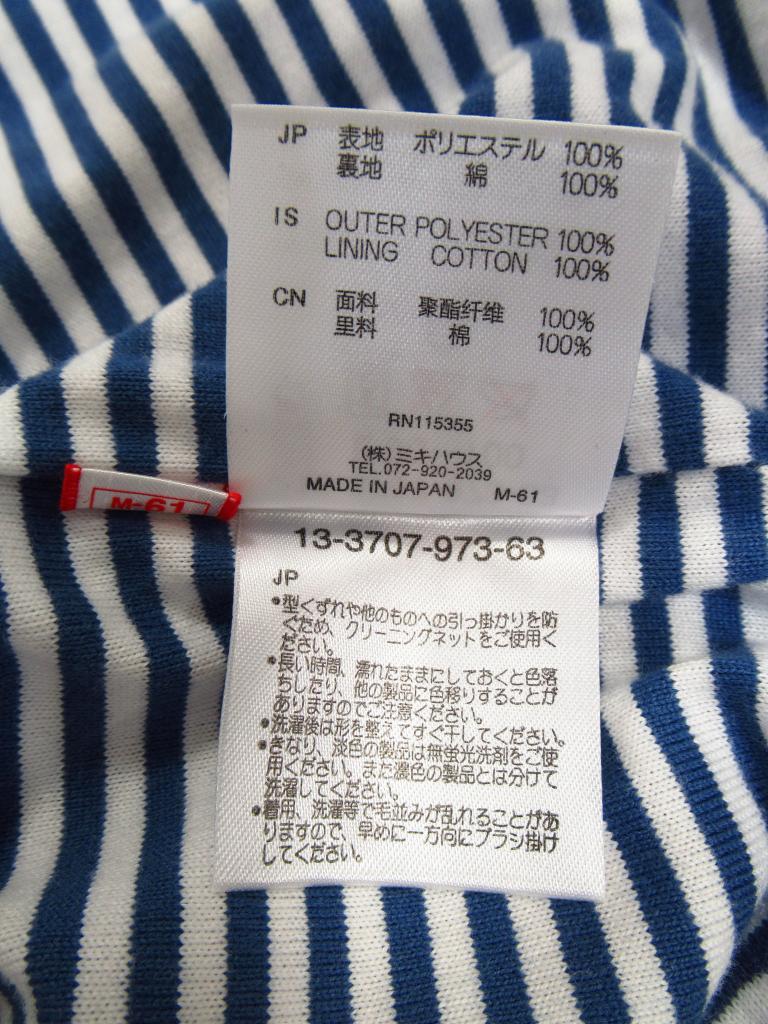 JP 表地 ポリエステル 100%
裏地 綿 100%
IS OUTER POLYESTER 100%
LINING COTTON 100%
CN 面料 聚酯纤维 100%
里料 棉 100%
RN115355
(株)ミキハウス
TEL.072-920-2039
MADE IN JAPAN M-61
M-61
13-3707-973-63
JP
•型くずれや他のものへの引っ掛かりを防
ぐため、クリーニングネットをご使用く
ださい。
•長い時間、濡れたままにしておくと色落
ちしたり、他の製品に色移りすることが
ありますのでご注意ください。
•洗濯後は形を整えてすぐ干してください。
•きなり、淡色の製品は無蛍光洗剤をご使
用ください。また濃色の製品とは分けて
洗濯してください。
•着用、洗濯等で毛並みが乱れることがあ
りますので、早めに一方向にブラシ掛け
してください。